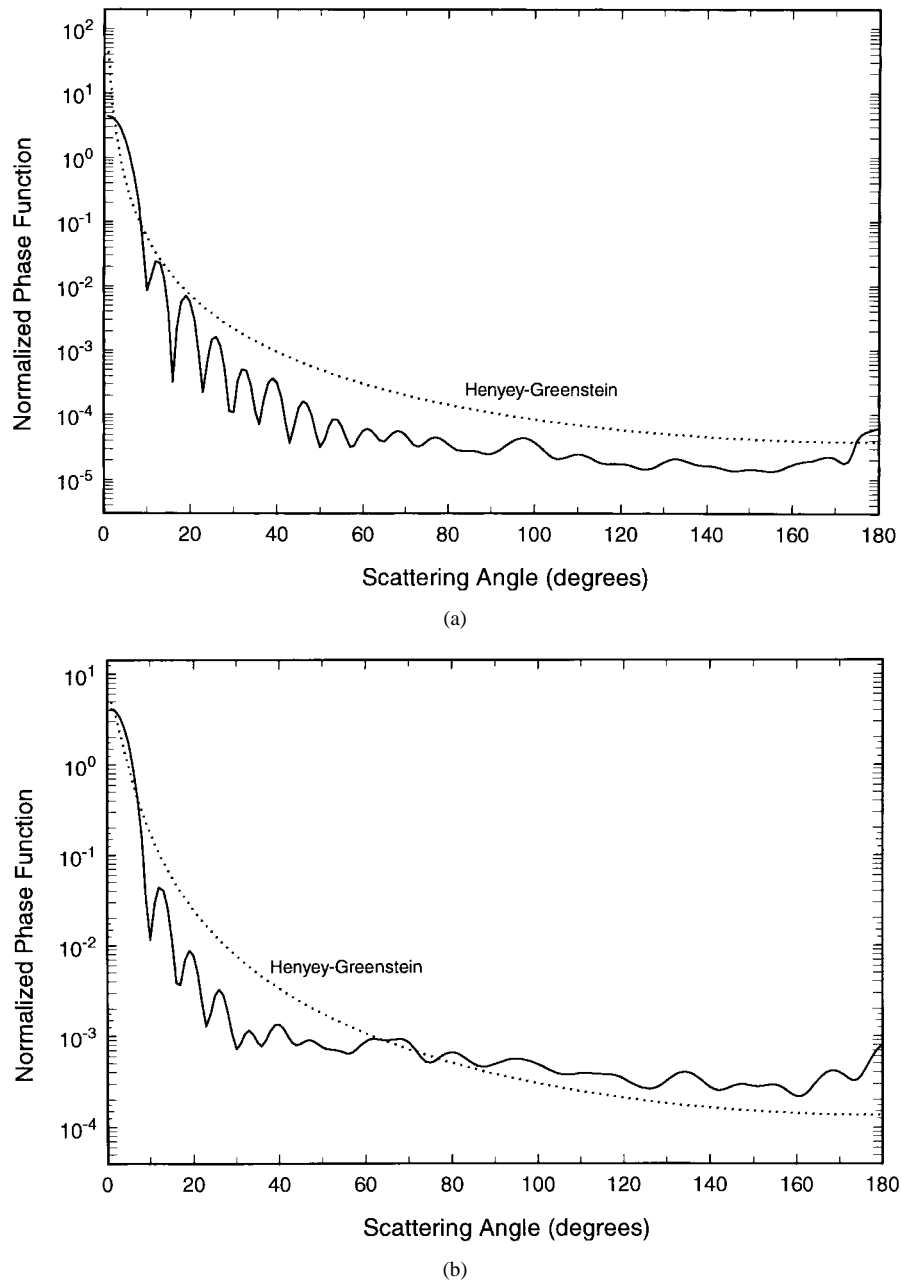 10²
10¹
10⁰
10⁻¹
10⁻²
10⁻³
10⁻⁴
10⁻⁵
Normalized Phase Function
Henyey-Greenstein
0 20 40 60 80 100 120 140 160 180
Scattering Angle (degrees)
(a)
10¹
10⁰
10⁻¹
10⁻²
10⁻³
10⁻⁴
Normalized Phase Function
Henyey-Greenstein
0 20 40 60 80 100 120 140 160 180
Scattering Angle (degrees)
(b)